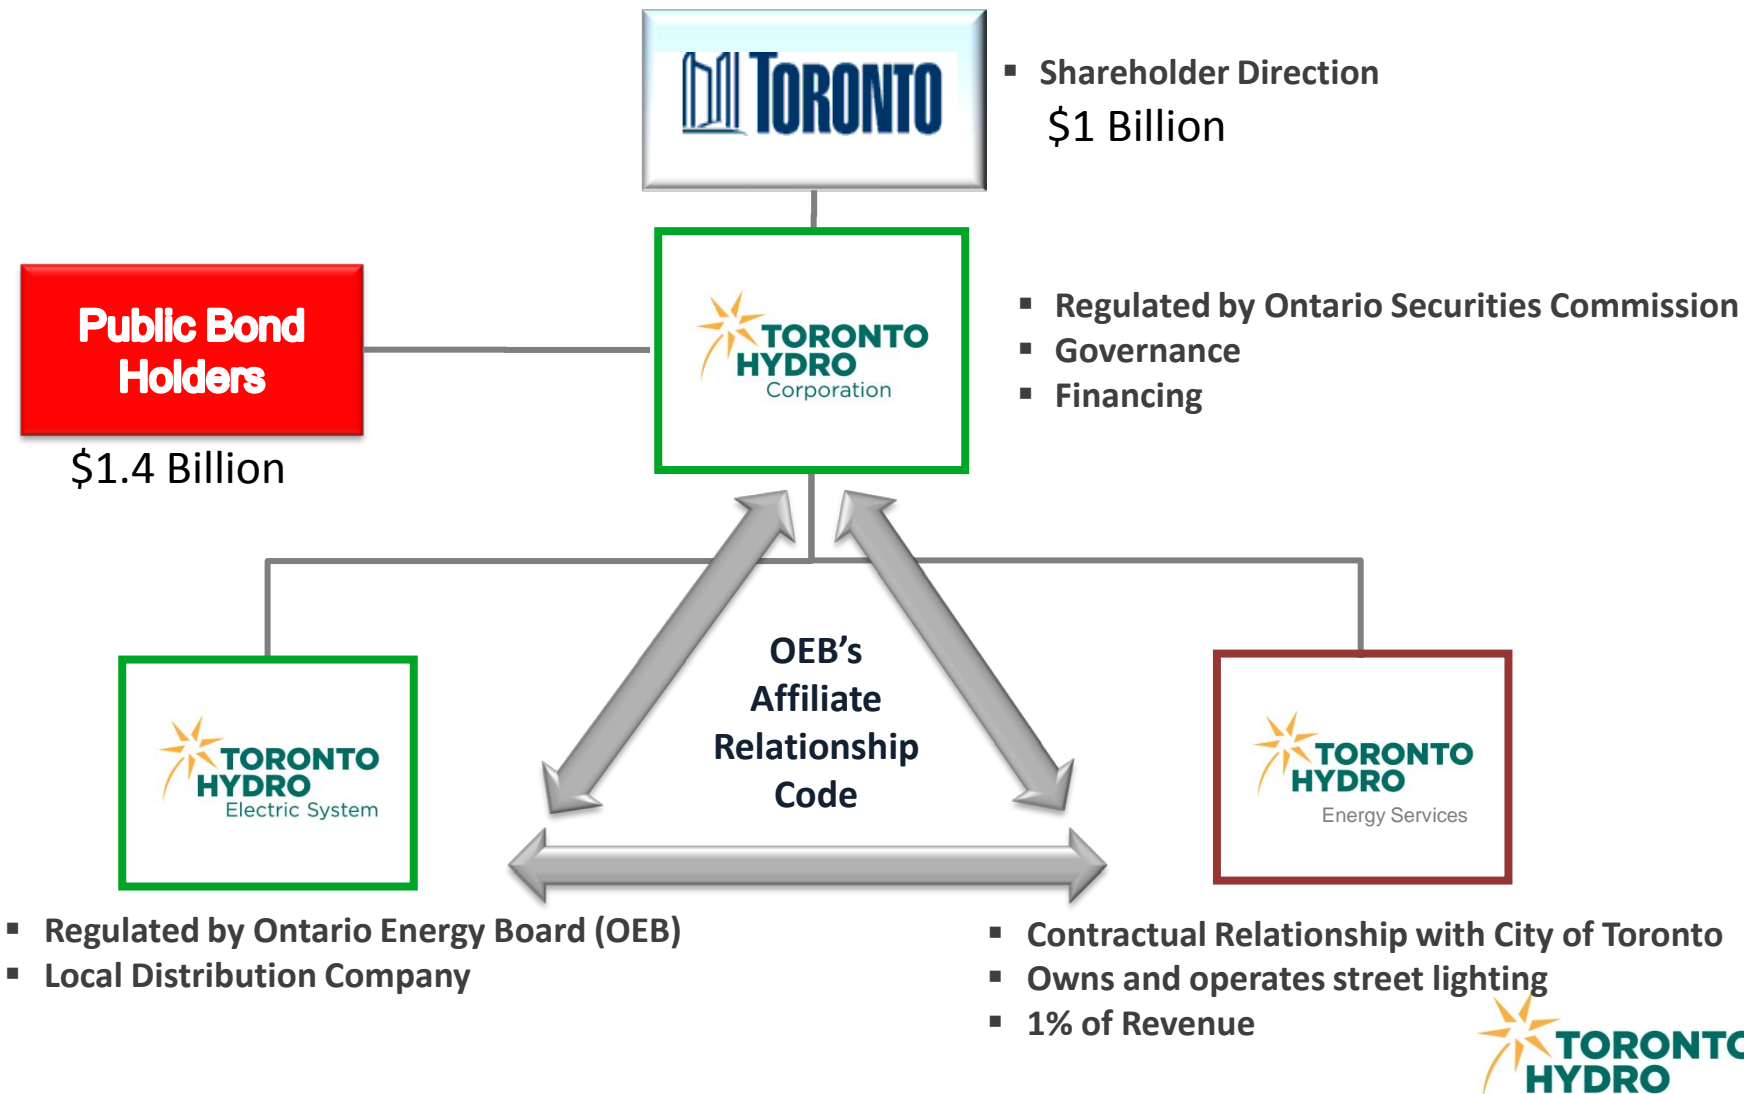 TORONTO
▪ Shareholder Direction
$1 Billion
Public Bond
Holders
$1.4 Billion
TORONTO
HYDRO
Corporation
▪ Regulated by Ontario Securities Commission
▪ Governance
▪ Financing
OEB’s
Affiliate
Relationship
Code
TORONTO
HYDRO
Electric System
TORONTO
HYDRO
Energy Services
▪ Regulated by Ontario Energy Board (OEB)
▪ Local Distribution Company
▪ Contractual Relationship with City of Toronto
▪ Owns and operates street lighting
▪ 1% of Revenue
TORONTO
HYDRO